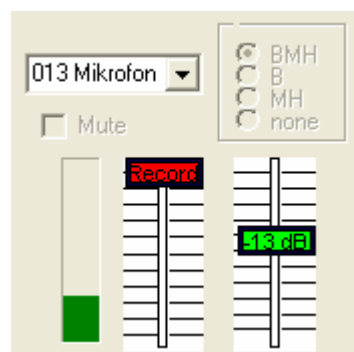 013 Mikrofon
BMH
B
MH
none
Mute
Record
-13 dB